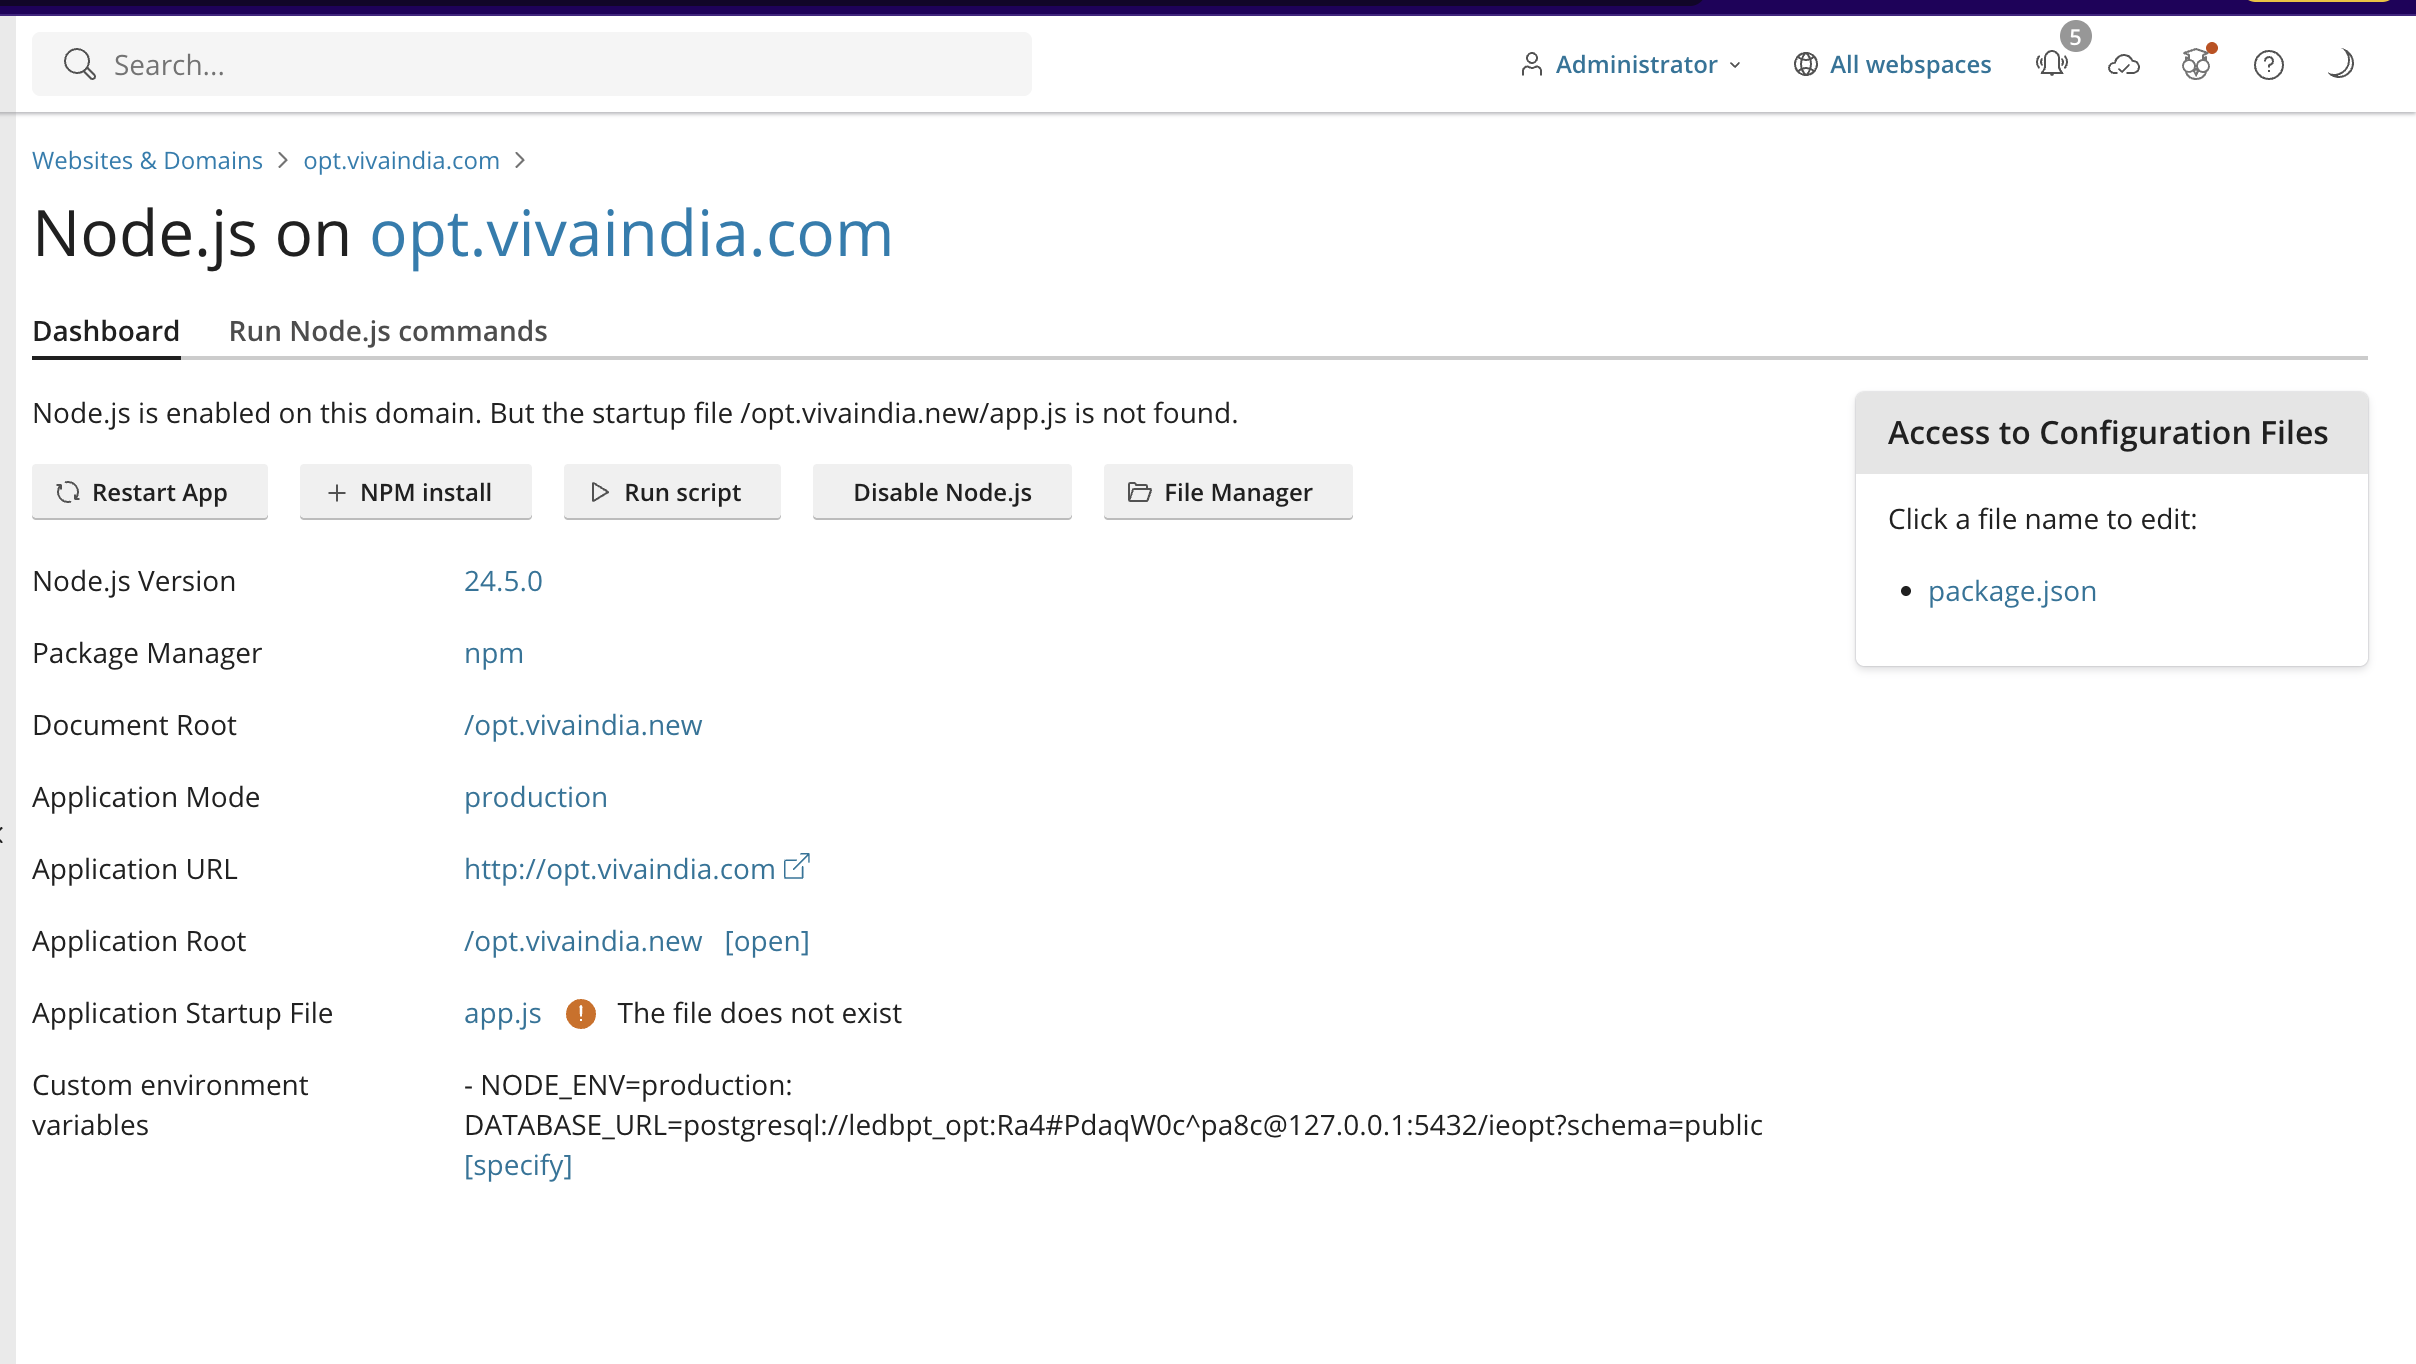 Search...
Administrator
All webspaces
5
Websites & Domains > opt.vivaindia.com >
Node.js on opt.vivaindia.com
Dashboard
Run Node.js commands
Node.js is enabled on this domain. But the startup file /opt.vivaindia.new/app.js is not found.
Restart App
NPM install
Run script
Disable Node.js
File Manager
Node.js Version 24.5.0
Package Manager npm
Document Root /opt.vivaindia.new
Application Mode production
Application URL http://opt.vivaindia.com
Application Root /opt.vivaindia.new [open]
Application Startup File app.js ! The file does not exist
Custom environment variables
- NODE_ENV=production:
DATABASE_URL=postgresql://ledbpt_opt:Ra4#PdaqW0c^pa8c@127.0.0.1:5432/ieopt?schema=public
[specify]
Access to Configuration Files
Click a file name to edit:
• package.json